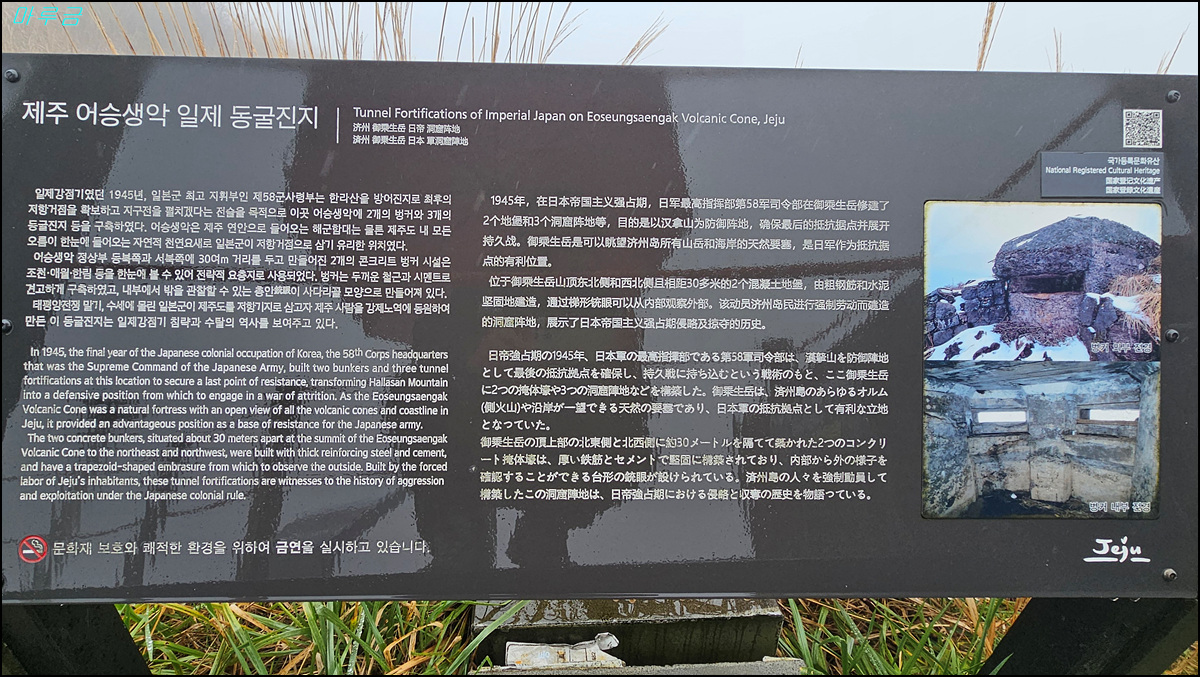 마루금
제주 어승생악 일제 동굴진지
Tunnel Fortifications of Imperial Japan on Eoseungsaengak Volcanic Cone, Jeju
济州 御乘生岳 日帝 洞窟阵地
済州 御乗生岳 日本 軍洞窟陣地
국가등록문화유산
National Registered Cultural Heritage
国家登记文化遗产
国家登録文化遺産
일제강점기였던 1945년, 일본군 최고 지휘부인 제58군사령부는 한라산을 방어진지로 최후의
저항거점을 확보하고 지구전을 펼치겠다는 전술을 목적으로 이곳 어승생악에 2개의 벙커와 3개의
동굴진지 등을 구축하였다. 어승생악은 제주 연안으로 들어오는 해군함대는 물론 제주도 내 모든
오름이 한눈에 들어오는 자연적 천연요새로 일본군이 저항거점으로 삼기 유리한 위치였다.
어승생악 정상부 동북쪽과 서북쪽에 30여m 거리를 두고 만들어진 2개의 콘크리트 벙커 시설은
조천·애월·한림 등을 한눈에 볼 수 있어 전략적 요충지로 사용되었다. 벙커는 두꺼운 철근과 시멘트로
견고하게 구축하였고, 내부에서 밖을 관찰할 수 있는 총안銃眼이 사다리꼴 모양으로 만들어져 있다.
태평양전쟁 말기, 수세에 몰린 일본군이 제주도를 저항기지로 삼고자 제주 사람을 강제노역에 동원하여
만든 이 동굴진지는 일제강점기 침략과 수탈의 역사를 보여주고 있다.
In 1945, the final year of the Japanese colonial occupation of Korea, the 58th Corps headquarters
that was the Supreme Command of the Japanese Army, built two bunkers and three tunnel
fortifications at this location to secure a last point of resistance, transforming Hallasan Mountain
into a defensive position from which to engage in a war of attrition. As the Eoseungsaengak
Volcanic Cone was a natural fortress with an open view of all the volcanic cones and coastline in
Jeju, it provided an advantageous position as a base of resistance for the Japanese army.
The two concrete bunkers, situated about 30 meters apart at the summit of the Eoseungsaengak
Volcanic Cone to the northeast and northwest, were built with thick reinforcing steel and cement,
and have a trapezoid-shaped embrasure from which to observe the outside. Built by the forced
labor of Jeju's inhabitants, these tunnel fortifications are witnesses to the history of aggression
and exploitation under the Japanese colonial rule.
문화재 보호와 쾌적한 환경을 위하여 금연을 실시하고 있습니다.
1945年，在日本帝国主义强占期，日军最高指挥部第58军司令部在御乘生岳修建了
2个地堡和3个洞窟阵地等，目的是以汉拿山为防御阵地，确保最后的抵抗据点并展开
持久战。御乘生岳是可以眺望济州岛所有山岳和海岸的天然要塞，是日军作为抵抗据
点的有利位置。
位于御乘生岳山顶东北侧和西北侧且相距30多米的2个混凝土地堡，由粗钢筋和水泥
坚固地建造，通过梯形铳眼可以从内部观察外部。该动员济州岛民进行强制劳动而建造
的洞窟阵地，展示了日本帝国主义强占期侵略及掠夺的历史。
日帝強占期の1945年、日本軍の最高指揮部である第58軍司令部は、漢拏山を防御陣地
として最後の抵抗拠点を確保し、持久戦に持ち込むという戦術のもと、ここ御乗生岳
に2つの掩体壕や3つの洞窟陣地などを構築した。御乗生岳は、済州島のあらゆるオルム
(側火山)や沿岸が一望できる天然の要塞であり、日本軍の抵抗拠点として有利な立地
となっていた。
御乗生岳の頂上部の北東側と北西側に約30メートルを隔てて築かれた2つのコンクリ
ート掩体壕は、厚い鉄筋とセメントで堅固に構築されており、内部から外の様子を
確認することができる台形の銃眼が設けられている。済州島の人々を強制動員して
構築したこの洞窟陣地は、日帝強占期における侵略と収奪の歴史を物語っている。
벙커 외부 전경
벙커 내부 전경
Jeju